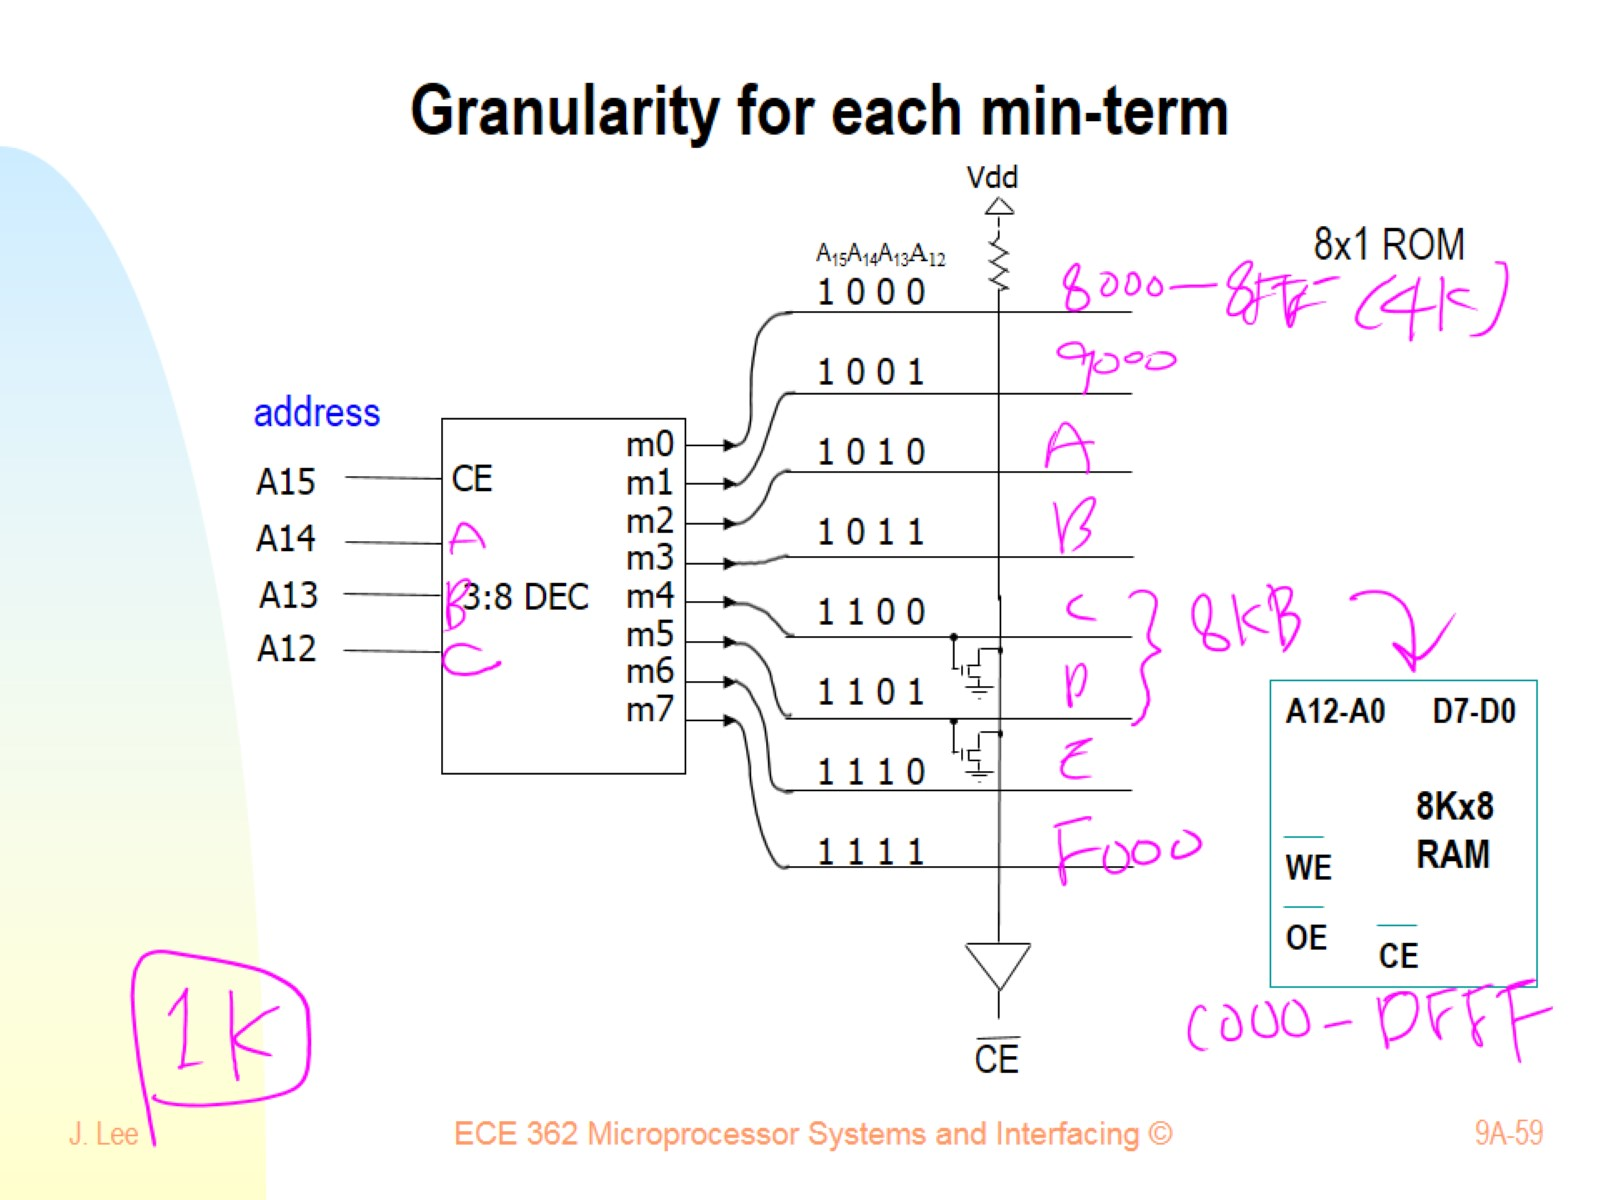 Granularity for each min-term
Vdd
8x1 ROM
A15A14A13A12
1 0 0 0
8000-8FFF (4K)
1 0 0 1
9000
address
1 0 1 0
A
m0
A15
CE
m1
m2
1 0 1 1
B
A14
A
m3
A13
B
3:8 DEC
m4
1 1 0 0
C
8KB
m5
A12
C
m6
1 1 0 1
D
m7
A12-A0 D7-D0
1 1 1 0
E
8Kx8
RAM
1 1 1 1
F000
WE
OE
CE
1K
C000-DFFF
CE
J. Lee
ECE 362 Microprocessor Systems and Interfacing ©
9A-59